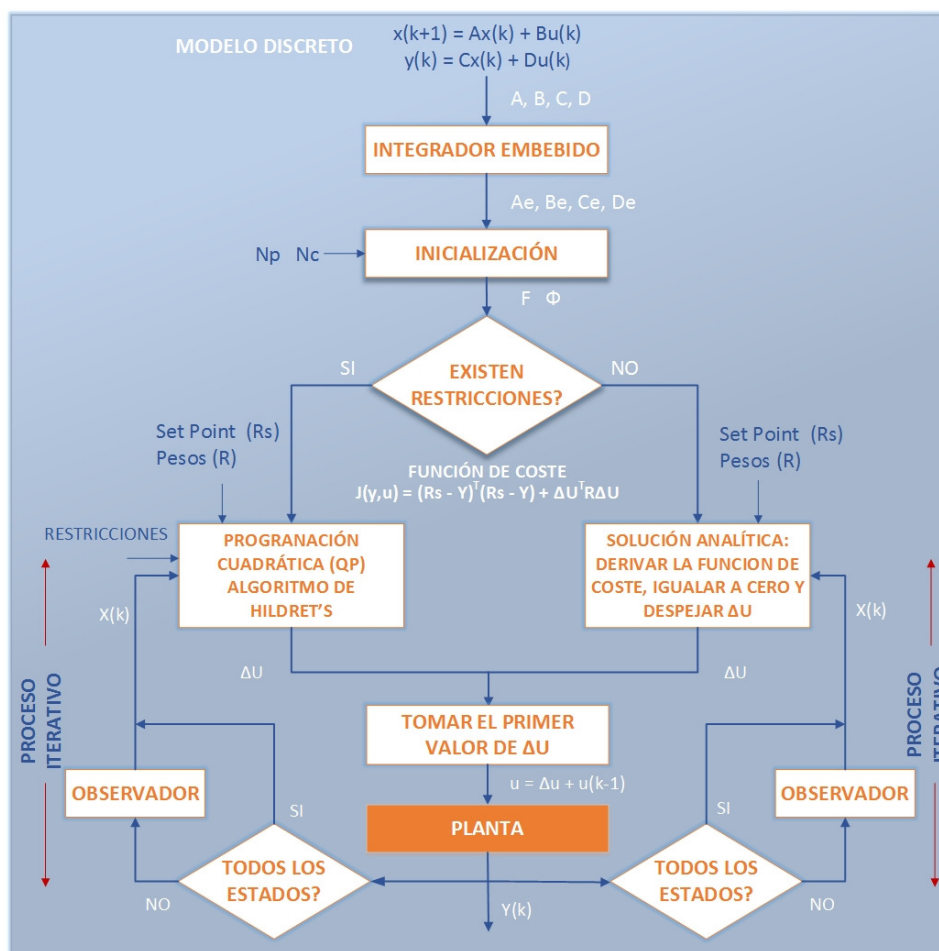 MODELO DISCRETO
x(k+1) = Ax(k) + Bu(k)
y(k) = Cx(k) + Du(k)
A, B, C, D
INTEGRADOR EMBEBIDO
Ae, Be, Ce, De
Np Nc
INICIALIZACIÓN
F Φ
SI
EXISTEN
RESTRICCIONES?
NO
Set Point (Rs)
Pesos (R)
Set Point (Rs)
Pesos (R)
FUNCIÓN DE COSTE
J(y,u) = (Rs - Y)ᵀ(Rs - Y) + ΔUᵀRΔU
RESTRICCIONES
PROGRANACIÓN
CUADRÁTICA (QP)
ALGORITMO DE
HILDRET’S
SOLUCIÓN ANALÍTICA:
DERIVAR LA FUNCION DE
COSTE, IGUALAR A CERO Y
DESPEJAR ΔU
X(k)
X(k)
ΔU
ΔU
PROCESO
ITERATIVO
TOMAR EL PRIMER
VALOR DE ΔU
PROCESO
ITERATIVO
u = Δu + u(k-1)
OBSERVADOR
SI
PLANTA
SI
OBSERVADOR
TODOS LOS
ESTADOS?
NO
Y(k)
TODOS LOS
ESTADOS?
NO